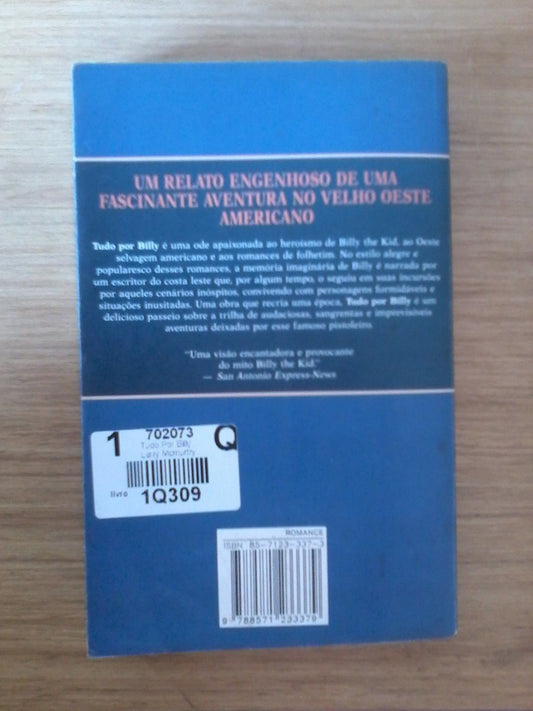 UM RELATO ENGENHOSO DE UMA
FASCINANTE AVENTURA NO VELHO OESTE
AMERICANO
Tudo por Billy é uma ode apaixonada ao heroísmo de Billy the Kid, ao Oeste
selvagem americano e aos romances de folhetim. No estilo alegre e
popularesco desses romances, a memória imaginária de Billy é narrada por
um escritor do costa leste que, por algum tempo, o seguiu em suas incursões
por aqueles cenários inóspitos, convivendo com personagens formidáveis e
situações inusitadas. Uma obra que recria uma época, Tudo por Billy é um
delicioso passeio sobre a trilha de audaciosas, sangrentas e imprevisíveis
aventuras deixadas por esse famoso pistoleiro.
"Uma visão encantadora e provocante
do mito Billy the Kid."
— San Antonio Express-News
1 702073 Q
Tudo Por Billy
Larry Mcmurtry
livro 1Q309
ROMANCE
ISBN 85-7123-337-3
9 788571 233379